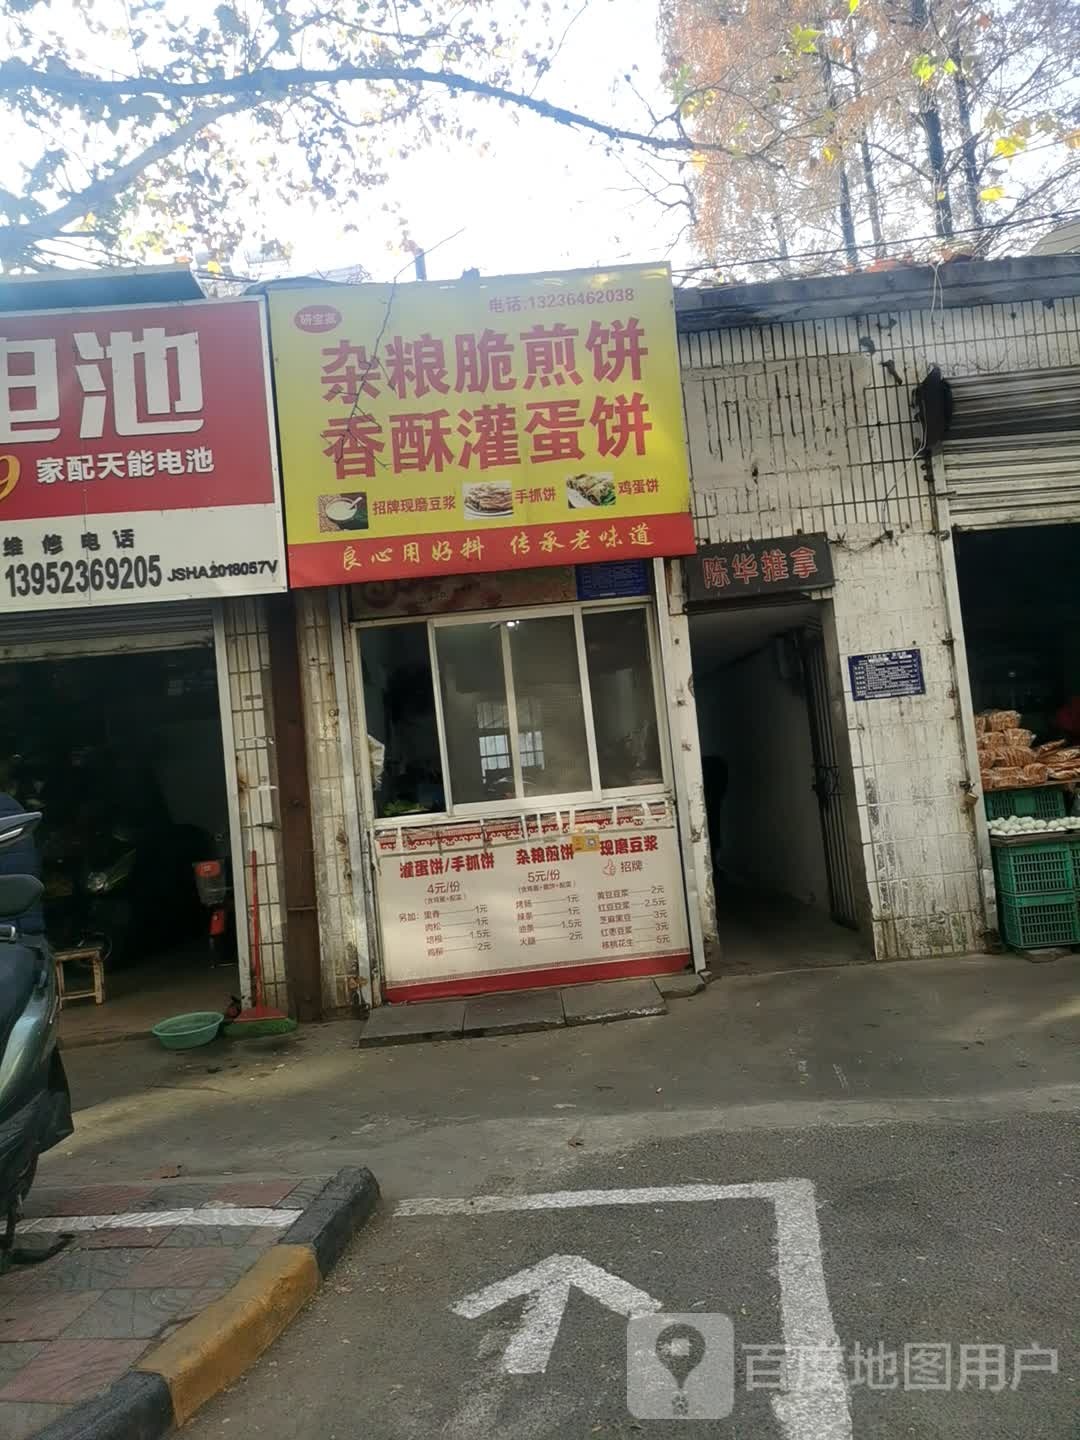 电池
9
家配天能电池
维修电话
13952369205 JSHA2018057V
电话:13236462038
杂粮脆煎饼
香酥灌蛋饼
招牌现磨豆浆 手抓饼 鸡蛋饼
良心用好料 传承老味道
陈华推拿
灌蛋饼/手抓饼
4元/份
另加: 里脊 1元
肉松 1元
培根 1.5元
鸡柳 2元
杂粮煎饼
5元/份
烤肠 1元
辣条 1元
油条 1.5元
火腿 2元
现磨豆浆
招牌
黄豆豆浆 2元
红豆豆浆 2.5元
芝麻黑豆 3元
红枣豆浆 3元
核桃花生 5元
百度地图用户